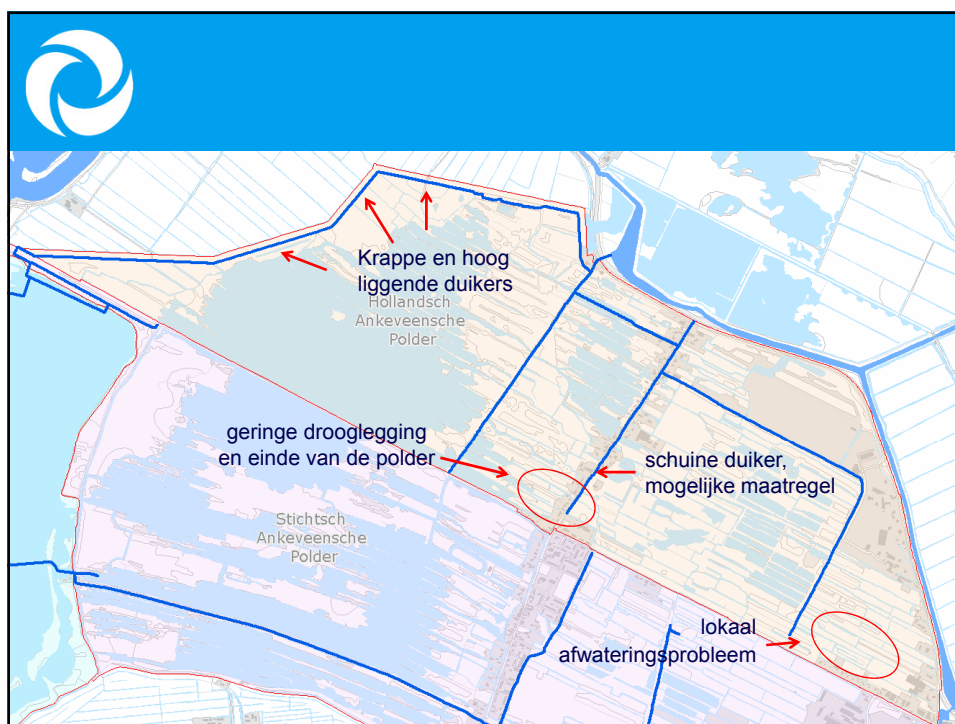 Krappe en hoog
liggende duikers
Hollandsch
Ankeveensche
Polder
geringe drooglegging
en einde van de polder
schuine duiker,
mogelijke maatregel
Stichtsch
Ankeveensche
Polder
lokaal
afwateringsprobleem